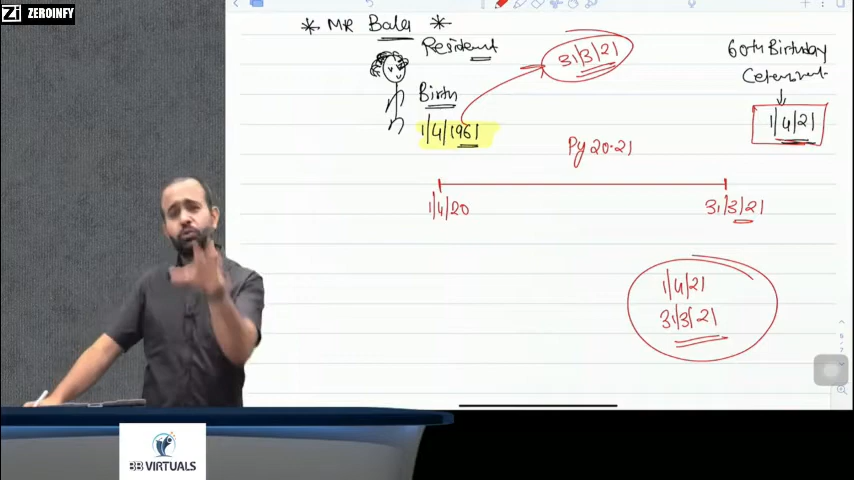 Zi ZEROINFY
* MR Bala *
Resident
31/3/21
60th Birthday
Birth
1/4/1961
1/4/21
Py 20-21
1/4/20
31/3/21
1/4/21
31/3/21
BB VIRTUALS